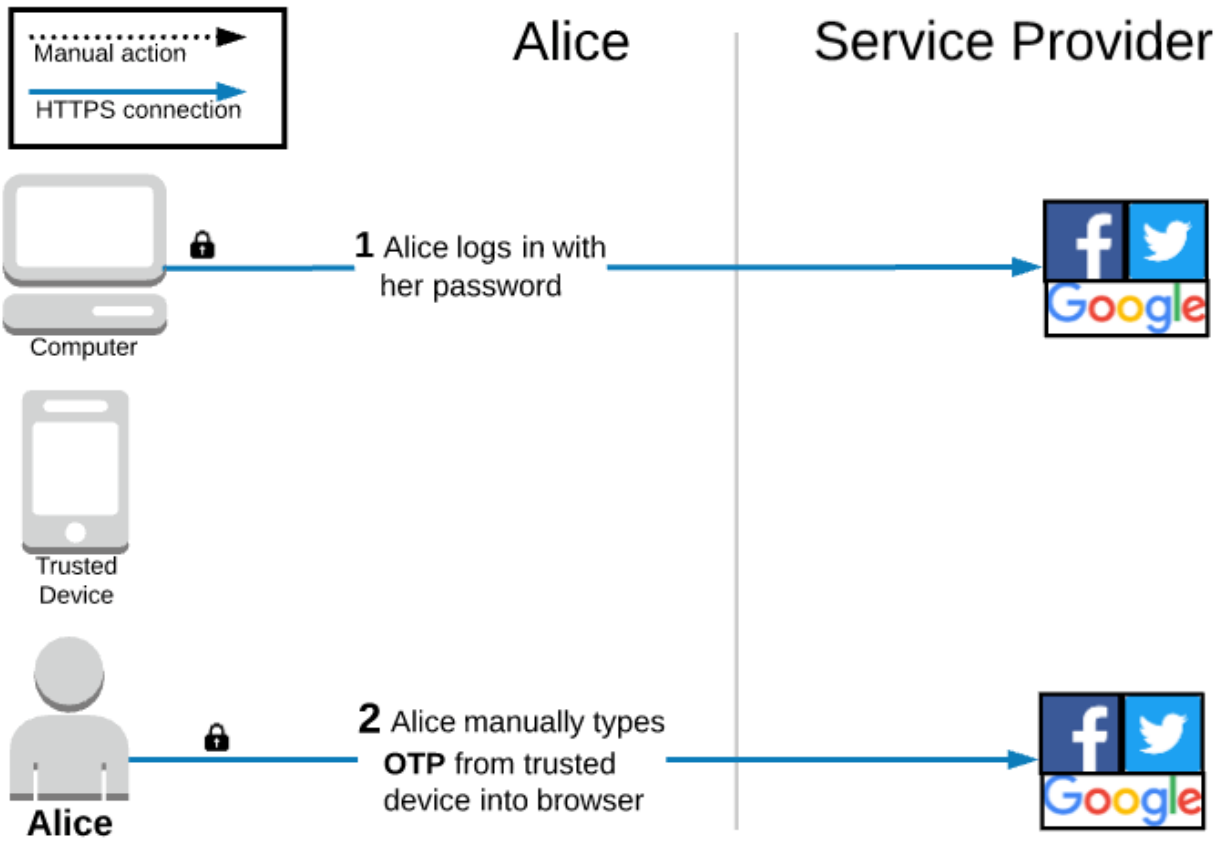 Manual action
HTTPS connection
Alice
Service Provider
1 Alice logs in with
her password
Google
Computer
Trusted
Device
2 Alice manually types
OTP from trusted
device into browser
Google
Alice